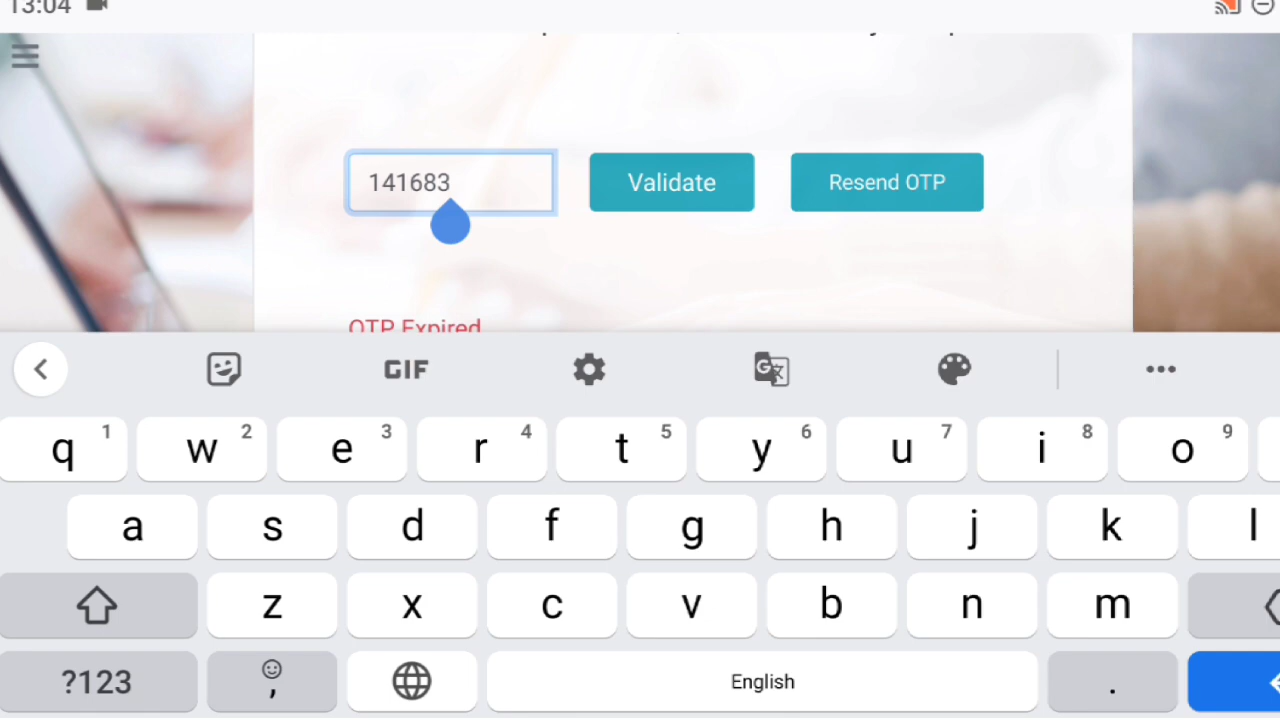 13:04
141683
Validate
Resend OTP
OTP Expired
GIF
G 文
q 1 w 2 e 3 r 4 t 5 y 6 u 7 i 8 o 9
a s d f g h j k l
z x c v b n m
?123 , English .